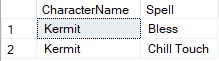 CharacterName Spell
1 Kermit Bless
2 Kermit Chill Touch